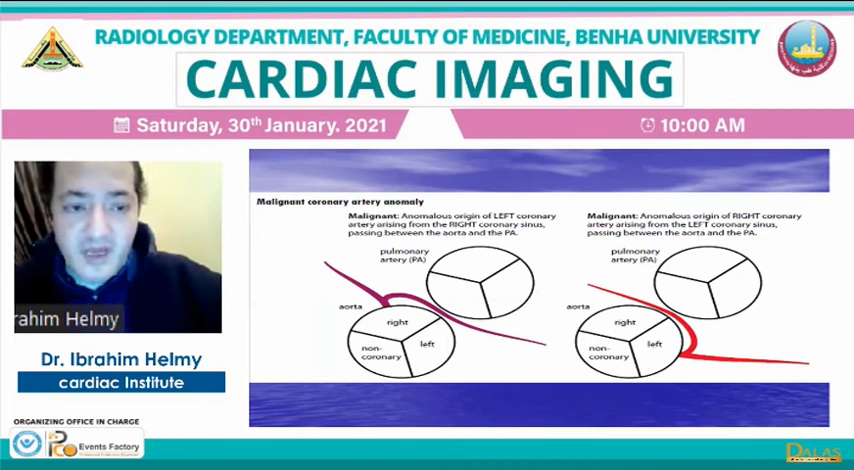 RADIOLOGY DEPARTMENT, FACULTY OF MEDICINE, BENHA UNIVERSITY
CARDIAC IMAGING
Saturday, 30th January. 2021
10:00 AM
Malignant coronary artery anomaly
Malignant: Anomalous origin of LEFT coronary
artery arising from the RIGHT coronary sinus,
passing between the aorta and the PA.
pulmonary
artery (PA)
aorta
right
non-
coronary
left
Malignant: Anomalous origin of RIGHT coronary
artery arising from the LEFT coronary sinus,
passing between the aorta and the PA.
pulmonary
artery (PA)
aorta
right
non-
coronary
left
rahim Helmy
Dr. Ibrahim Helmy
cardiac Institute
ORGANIZING OFFICE IN CHARGE
Pco Events Factory
DALAS